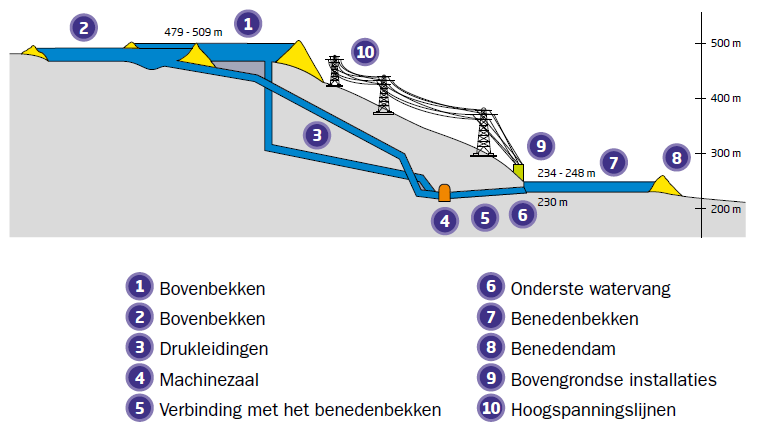 2
1
479 - 509 m
10
500 m
400 m
3
9
7
8
300 m
234 - 248 m
230 m
200 m
4
5
6
1 Bovenbekken
2 Bovenbekken
3 Drukleidingen
4 Machinezaal
5 Verbinding met het benedenbekken
6 Onderste watervang
7 Benedenbekken
8 Benedendam
9 Bovengrondse installaties
10 Hoogspanningslijnen